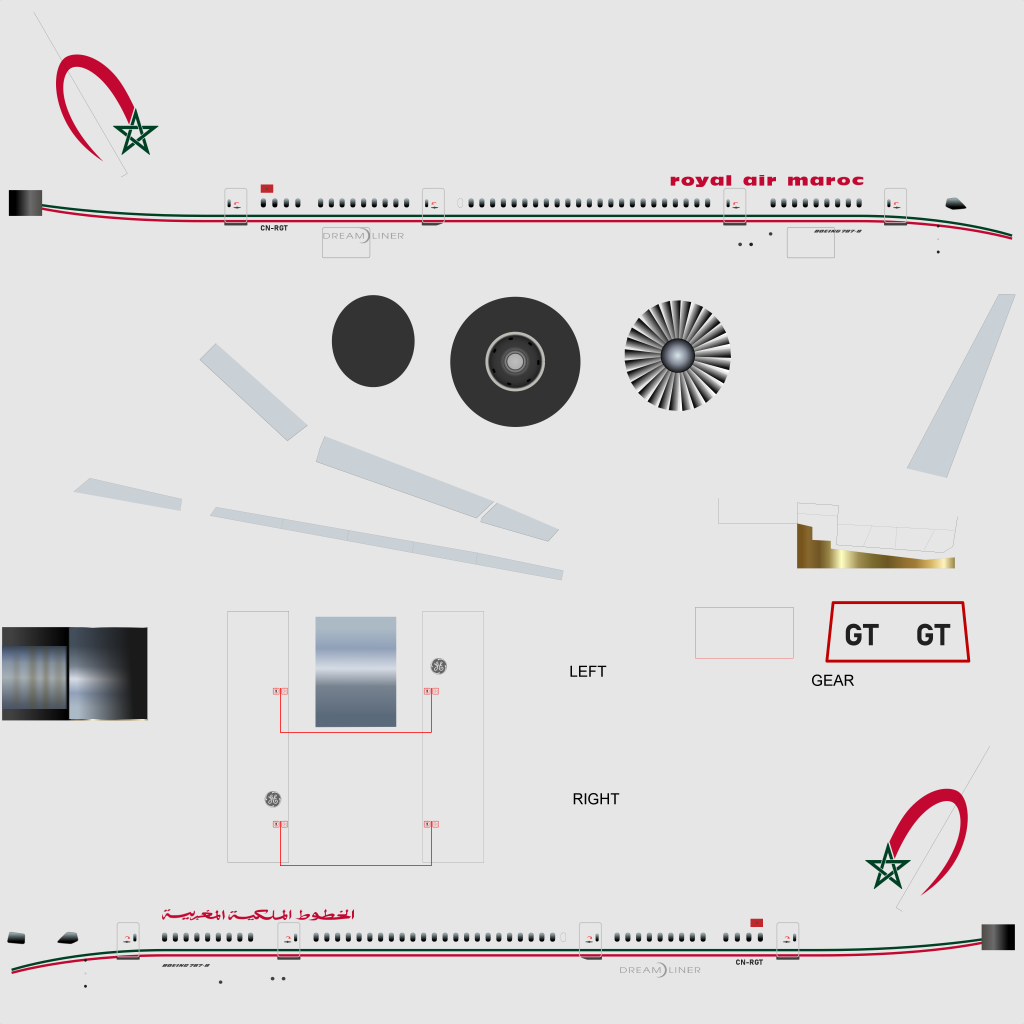 royal air maroc
CN-RGT
DREAMLINER
BOEING 787-8
GT GT
GEAR
LEFT
RIGHT
الخطوط الملكية المغربية
BOEING 787-8
DREAMLINER
CN-RGT